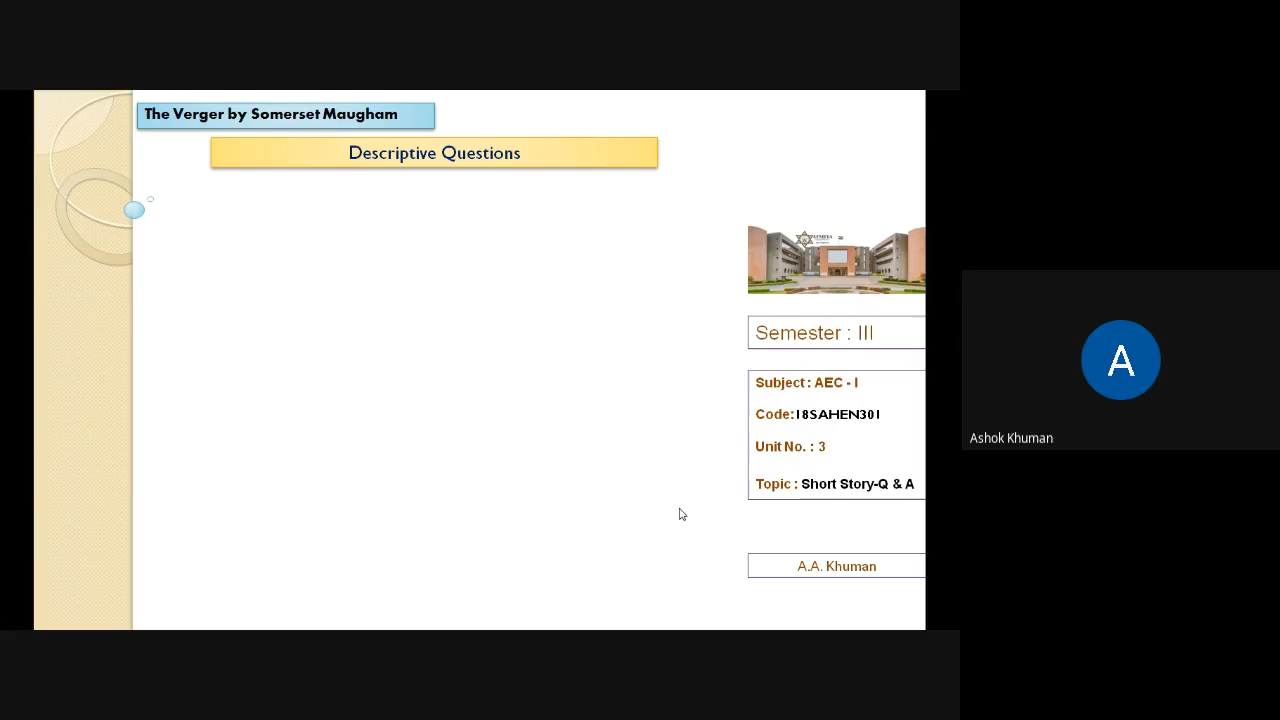 The Verger by Somerset Maugham
Descriptive Questions
Semester : III
Subject : AEC - I
Code:18SAHEN301
Unit No. : 3
Topic : Short Story-Q & A
A.A. Khuman
A
Ashok Khuman